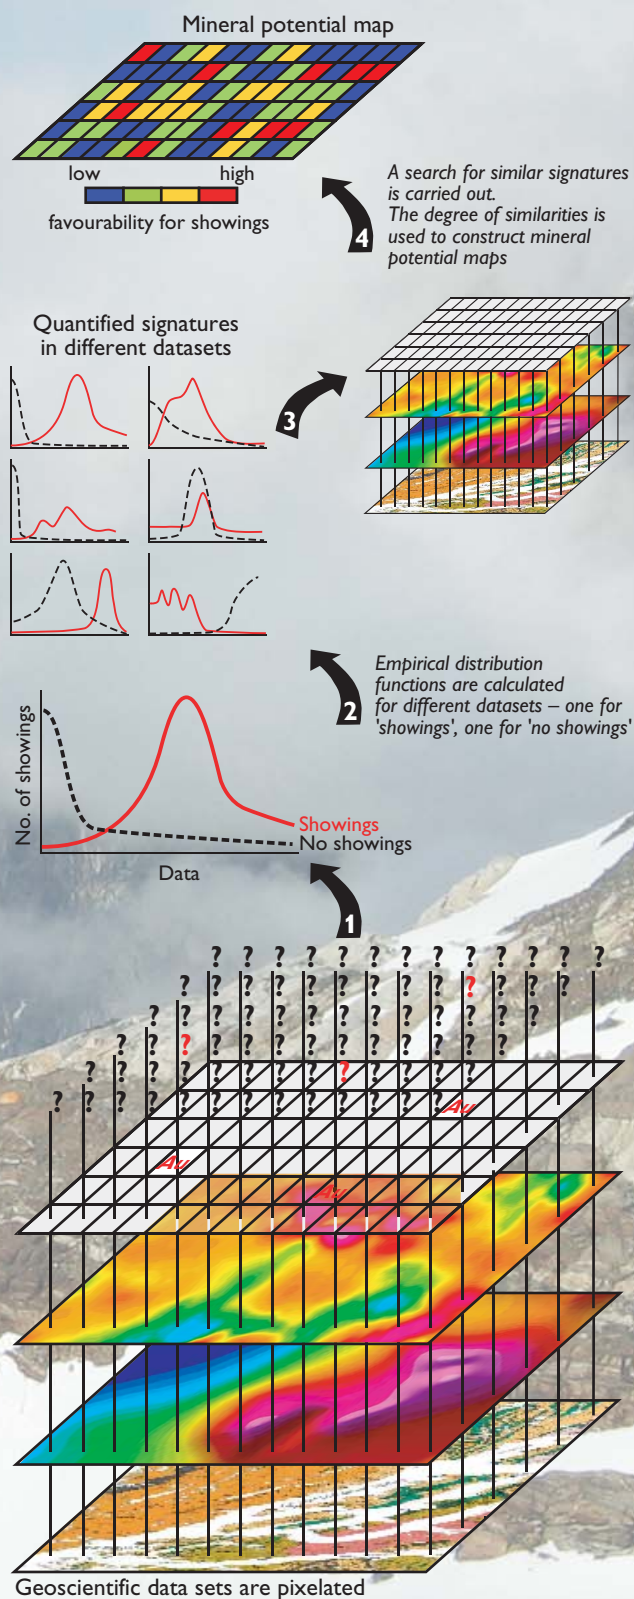 Mineral potential map
low high
favourability for showings
A search for similar signatures
is carried out.
The degree of similarities is
used to construct mineral
potential maps
4
Quantified signatures
in different datasets
3
Empirical distribution
functions are calculated
for different datasets – one for
'showings', one for 'no showings'
2
No. of showings
Showings
No showings
Data
1
? ? ? ? ? ? ? ? ? ? ? ? ?
? ? ? ? ? ? ? ? ? ? ? ? ?
? ? ? ? ? ? ? ? ? ? ? ? ?
? ? ? ? ? ? ? ? ? ? ? ? ?
? ? ? ? ? ? ? ? ? ? ? ? ?
? ? ? ? ? ? ? ? ? ? ? ? ?
Au
Au
Au
Geoscientific data sets are pixelated